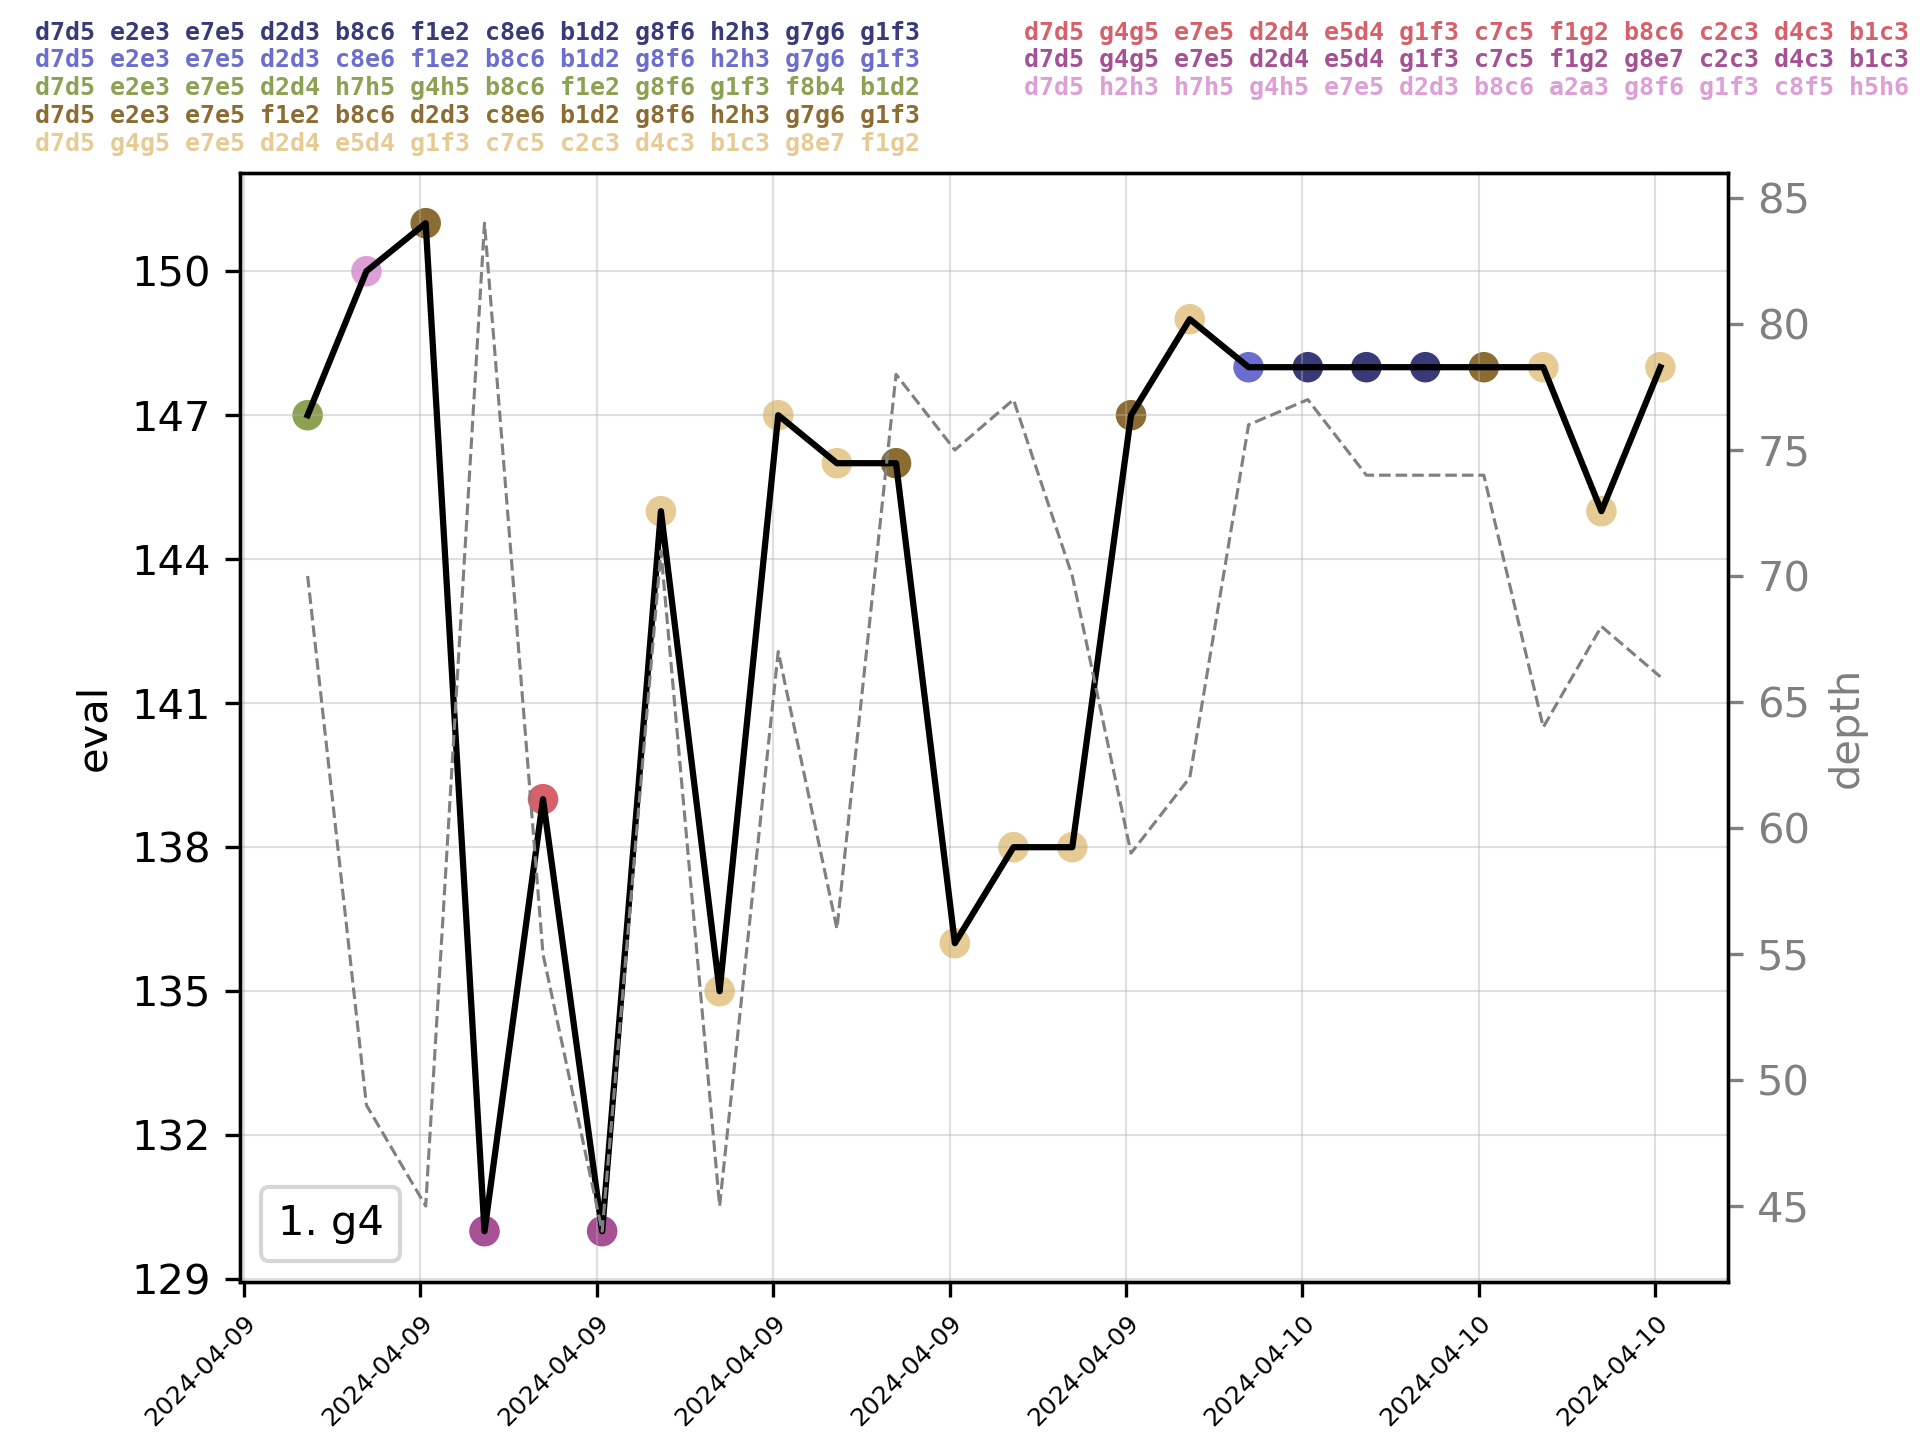 d7d5 e2e3 e7e5 d2d3 b8c6 f1e2 c8e6 b1d2 g8f6 h2h3 g7g6 g1f3
d7d5 e2e3 e7e5 d2d3 c8e6 f1e2 b8c6 b1d2 g8f6 h2h3 g7g6 g1f3
d7d5 e2e3 e7e5 d2d4 h7h5 g4h5 b8c6 f1e2 g8f6 g1f3 f8b4 b1d2
d7d5 e2e3 e7e5 f1e2 b8c6 d2d3 c8e6 b1d2 g8f6 h2h3 g7g6 g1f3
d7d5 g4g5 e7e5 d2d4 e5d4 g1f3 c7c5 c2c3 d4c3 b1c3 g8e7 f1g2
d7d5 g4g5 e7e5 d2d4 e5d4 g1f3 c7c5 f1g2 b8c6 c2c3 d4c3 b1c3
d7d5 g4g5 e7e5 d2d4 e5d4 g1f3 c7c5 f1g2 g8e7 c2c3 d4c3 b1c3
d7d5 h2h3 h7h5 g4h5 e7e5 d2d3 b8c6 a2a3 g8f6 g1f3 c8f5 h5h6
150
147
144
141
138
135
132
129
eval
85
80
75
70
65
60
55
50
45
depth
1. g4
2024-04-09
2024-04-09
2024-04-09
2024-04-09
2024-04-09
2024-04-09
2024-04-10
2024-04-10
2024-04-10